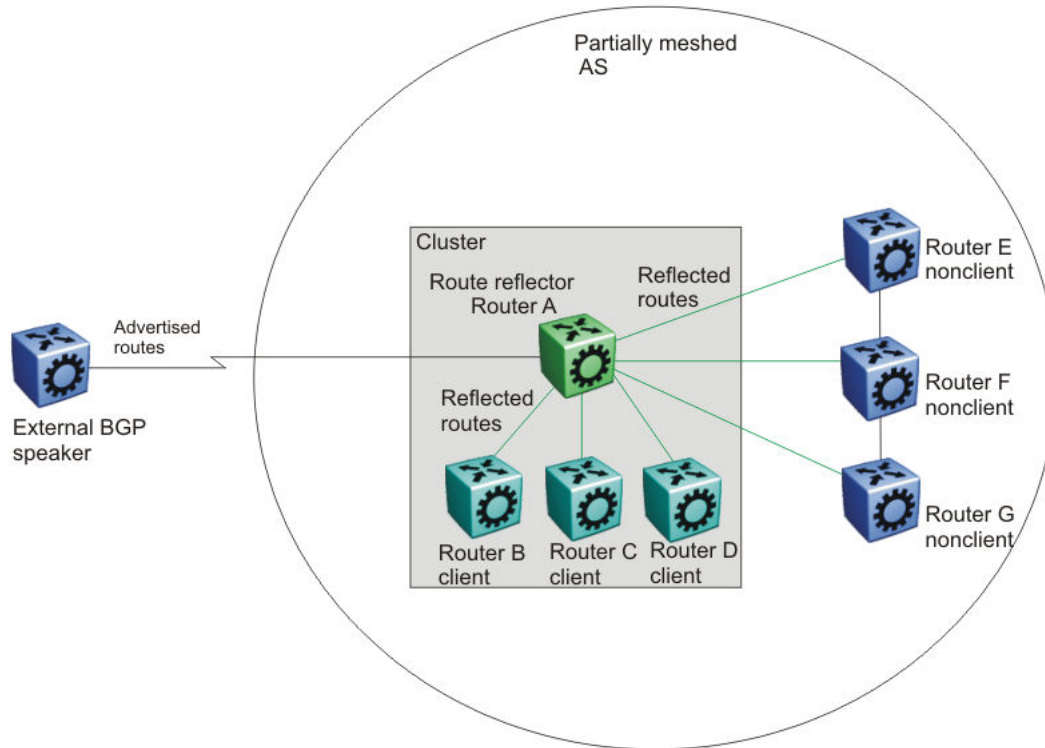 Partially meshed
AS
Cluster
Route reflector
Router A
Reflected
routes
Router E
nonclient
Advertised
routes
External BGP
speaker
Reflected
routes
Router F
nonclient
Router B
client
Router C
client
Router D
client
Router G
nonclient